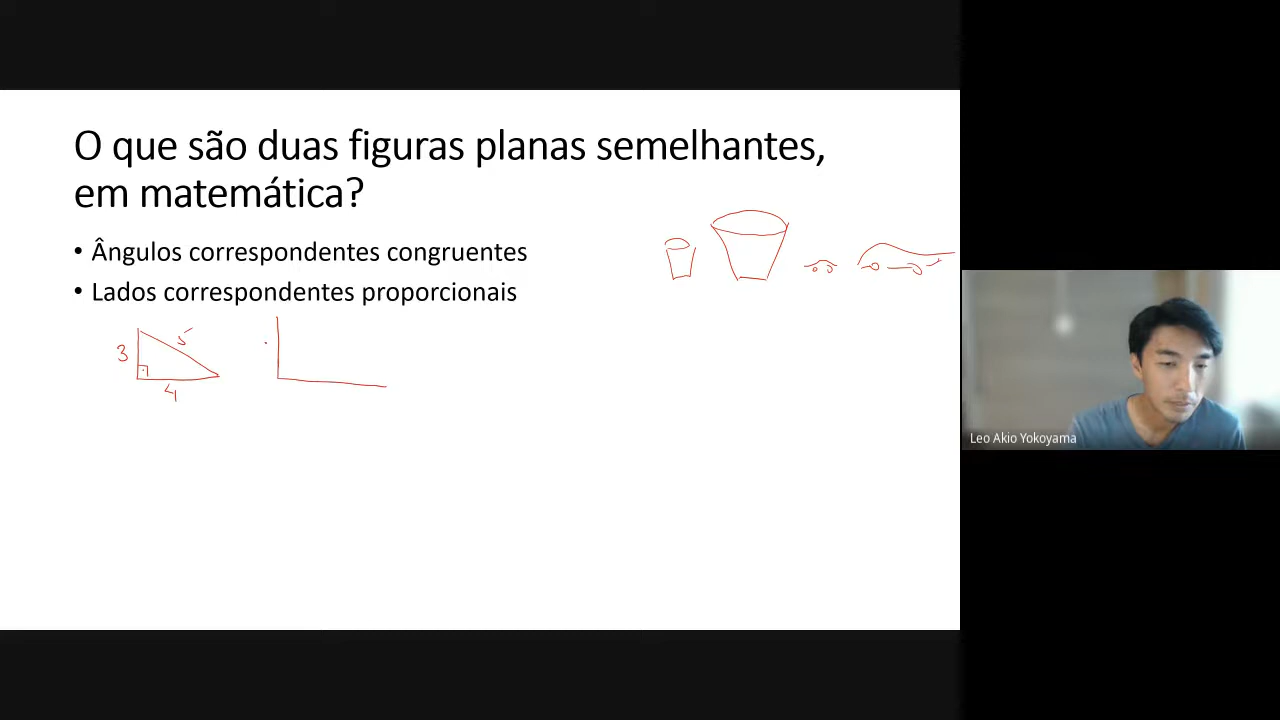 O que são duas figuras planas semelhantes,
em matemática?
• Ângulos correspondentes congruentes
• Lados correspondentes proporcionais
5
3
4
Leo Akio Yokoyama